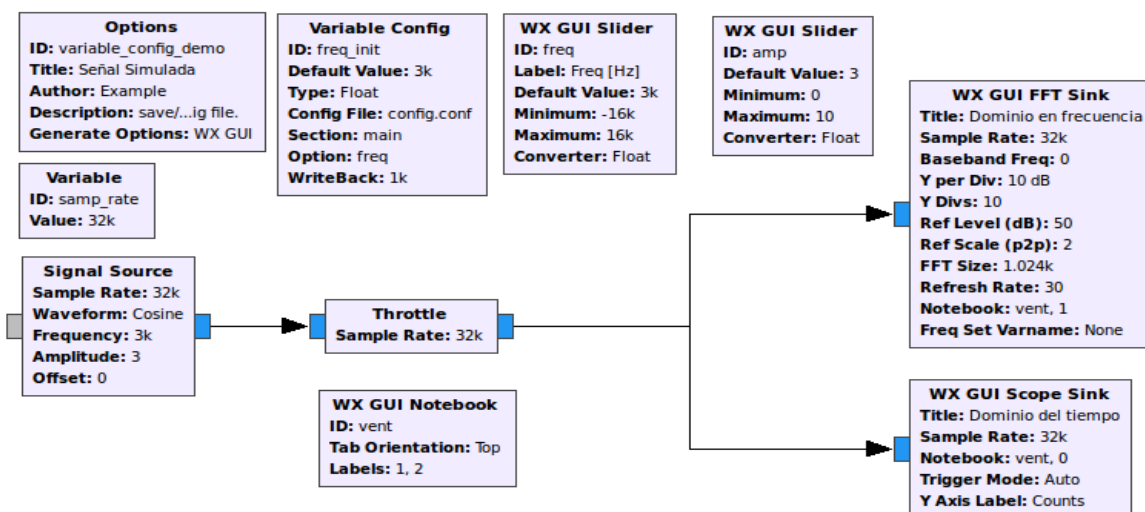 Options
ID: variable_config_demo
Title: Señal Simulada
Author: Example
Description: save/...ig file.
Generate Options: WX GUI
Variable
ID: samp_rate
Value: 32k
Variable Config
ID: freq_init
Default Value: 3k
Type: Float
Config File: config.conf
Section: main
Option: freq
WriteBack: 1k
WX GUI Slider
ID: freq
Label: Freq [Hz]
Default Value: 3k
Minimum: -16k
Maximum: 16k
Converter: Float
WX GUI Slider
ID: amp
Default Value: 3
Minimum: 0
Maximum: 10
Converter: Float
WX GUI FFT Sink
Title: Dominio en frecuencia
Sample Rate: 32k
Baseband Freq: 0
Y per Div: 10 dB
Y Divs: 10
Ref Level (dB): 50
Ref Scale (p2p): 2
FFT Size: 1.024k
Refresh Rate: 30
Notebook: vent, 1
Freq Set Varname: None
Signal Source
Sample Rate: 32k
Waveform: Cosine
Frequency: 3k
Amplitude: 3
Offset: 0
Throttle
Sample Rate: 32k
WX GUI Notebook
ID: vent
Tab Orientation: Top
Labels: 1, 2
WX GUI Scope Sink
Title: Dominio del tiempo
Sample Rate: 32k
Notebook: vent, 0
Trigger Mode: Auto
Y Axis Label: Counts